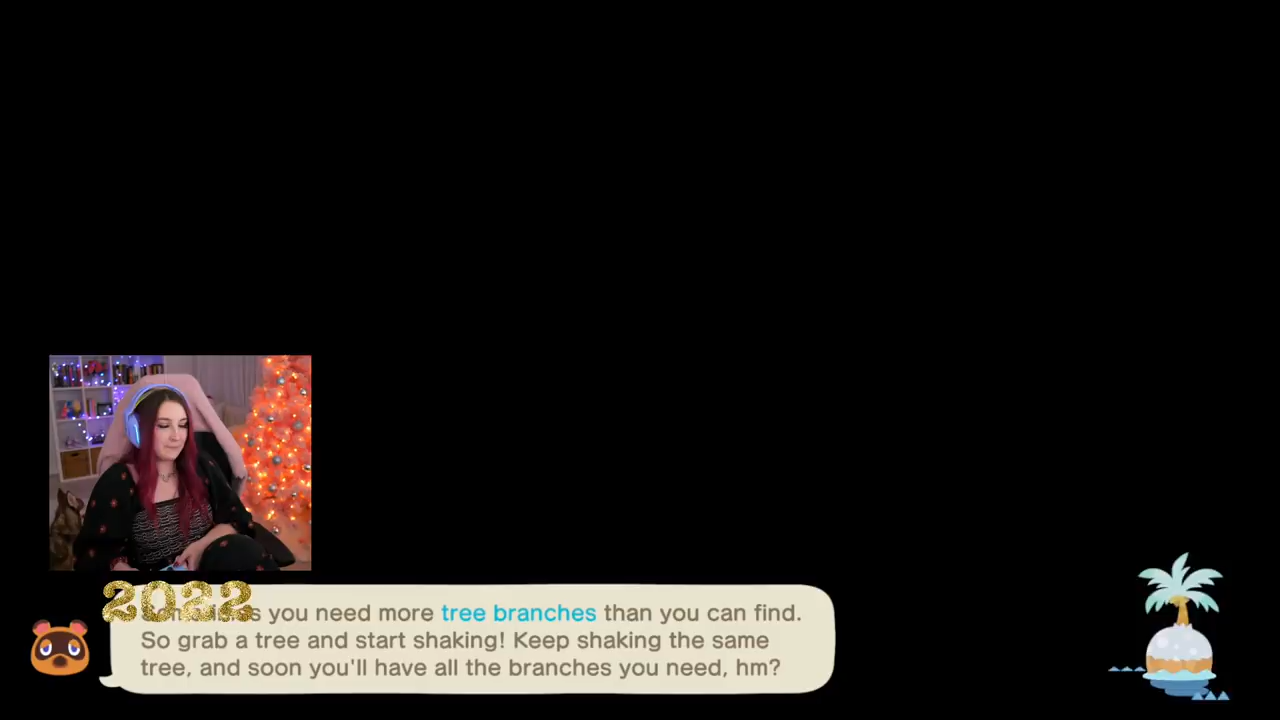 2022
you need more tree branches than you can find.
So grab a tree and start shaking! Keep shaking the same
tree, and soon you'll have all the branches you need, hm?